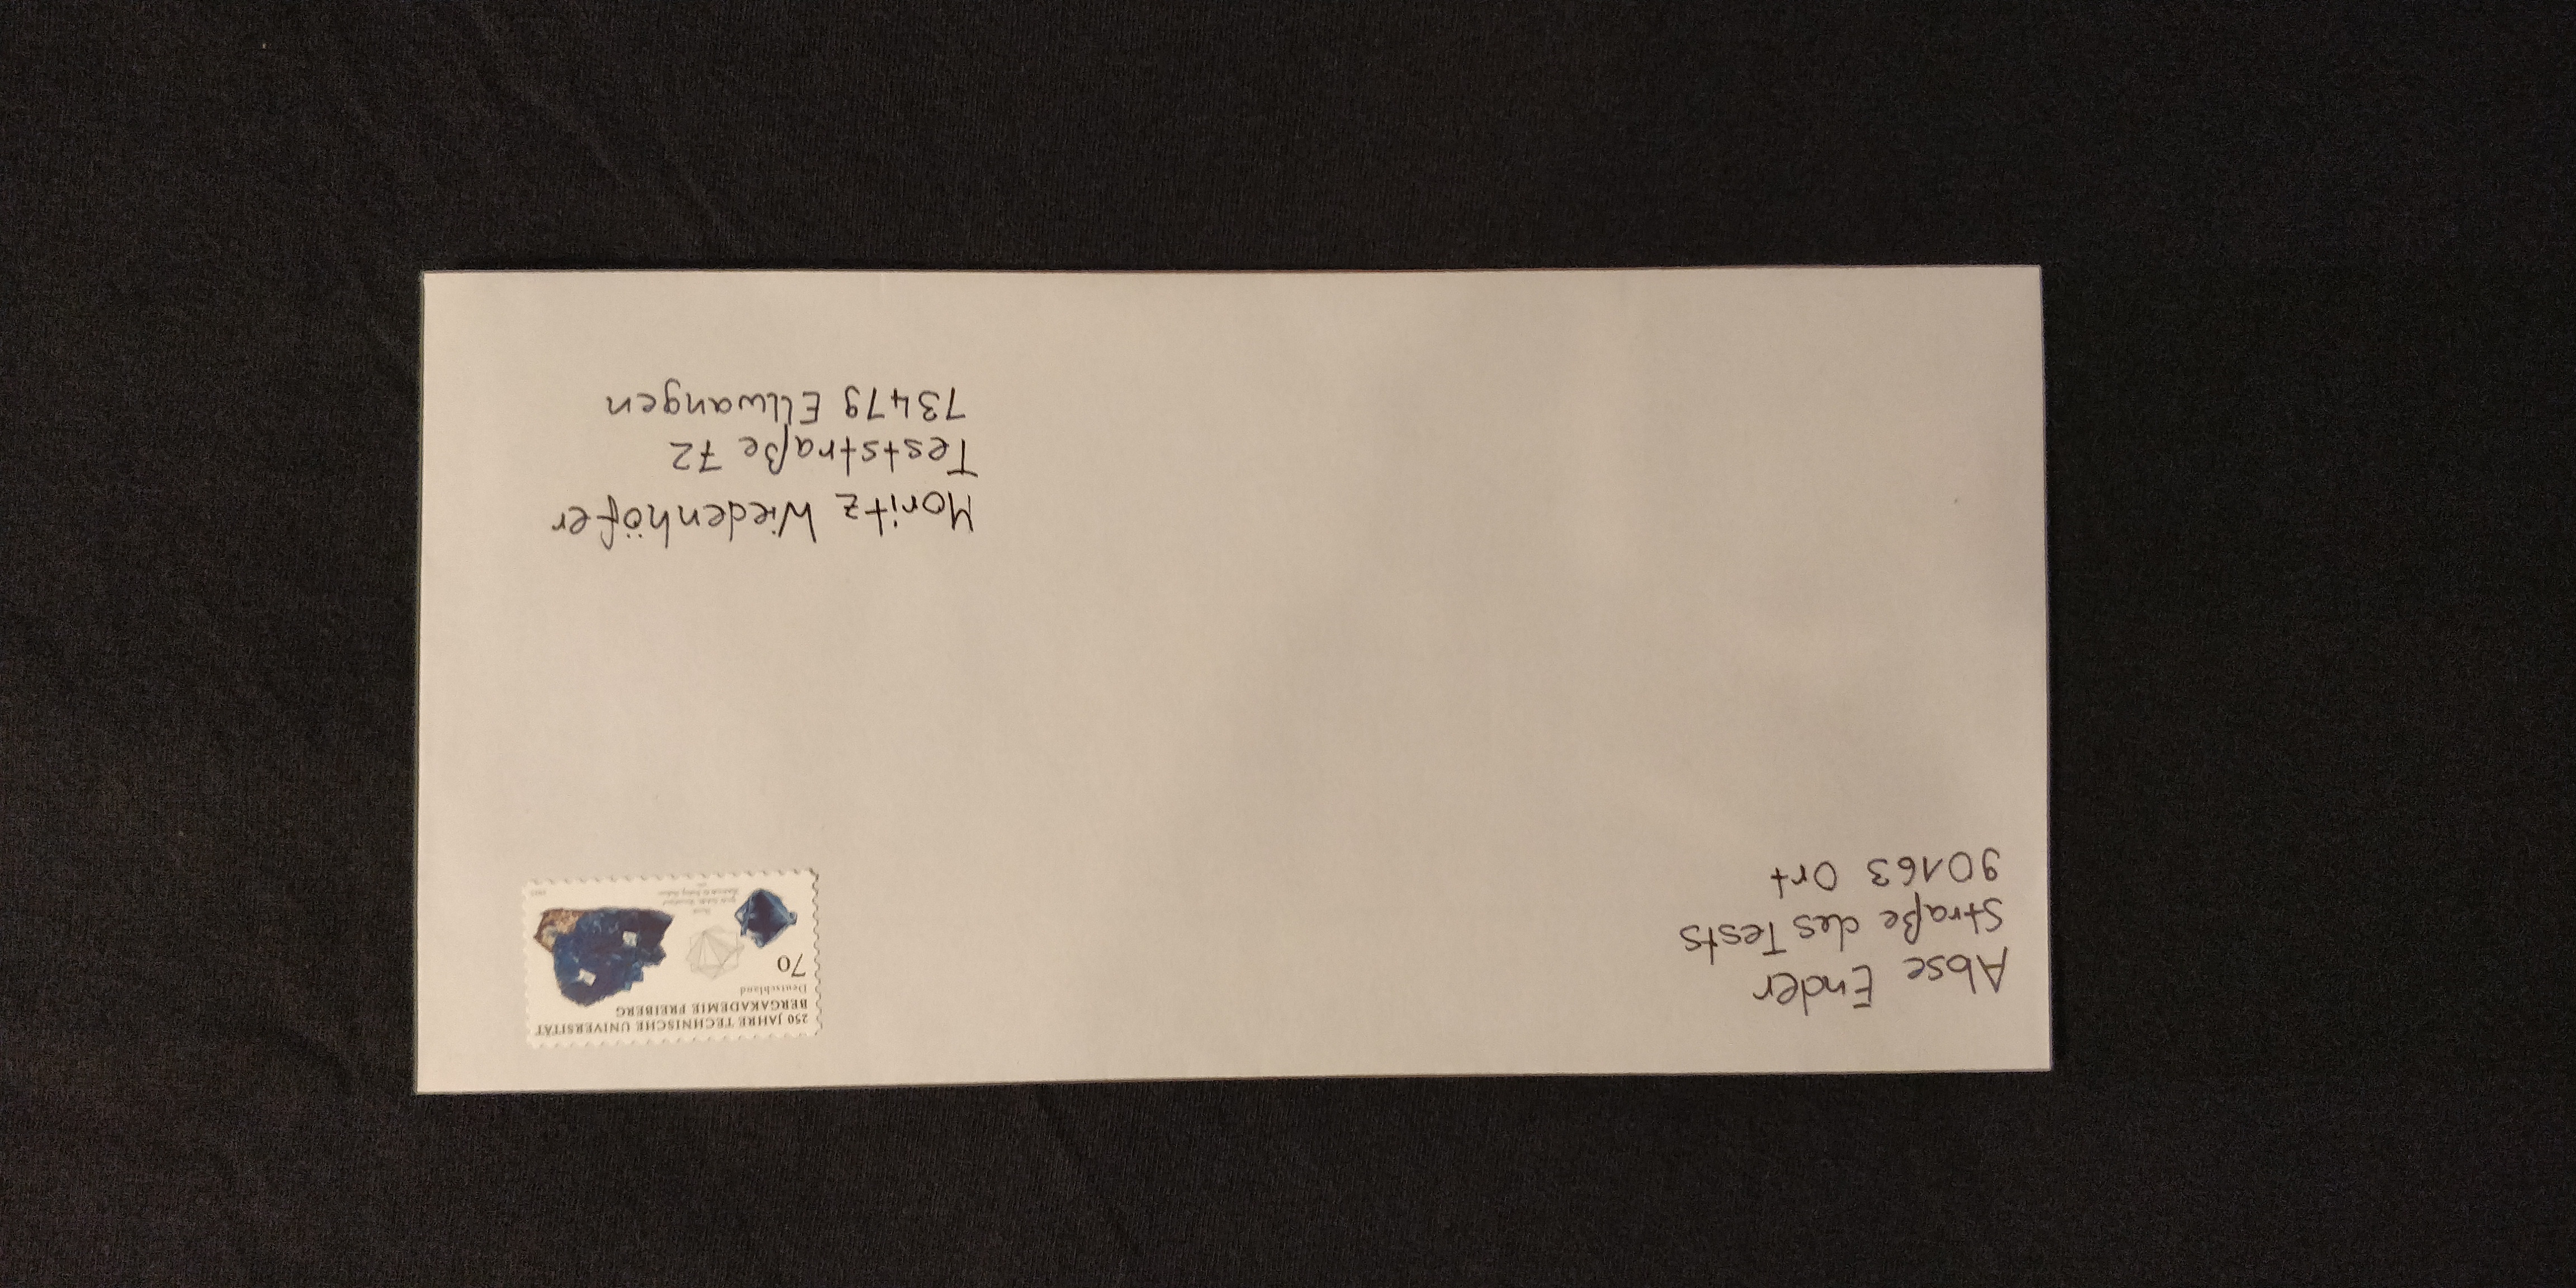 Abse Ender
Straße des Tests
90163 Ort
250 JAHRE TECHNISCHE UNIVERSITÄT
BERGAKADEMIE FREIBERG
Deutschland
70
Moritz Wiedenhöfer
Teststraße 72
73479 Ellwangen